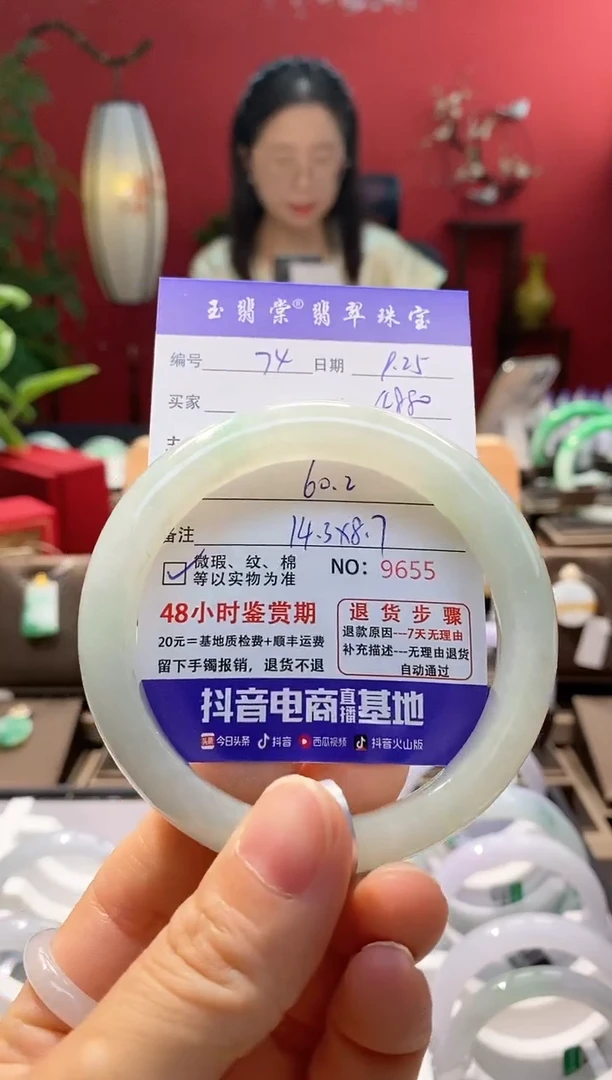 玉翡棠®翡翠珠宝
编号 74 日期 9.25
买家 1880
60.2
备注 14.3X8.7
微瑕、纹、棉
等以实物为准
NO: 9655
48小时鉴赏期
20元=基地质检费+顺丰运费
留下手镯报销，退货不退
退货步骤
退款原因---7天无理由
补充描述---无理由退货
自动通过
抖音电商直播基地
头条 今日头条 抖音 西瓜视频 抖音火山版